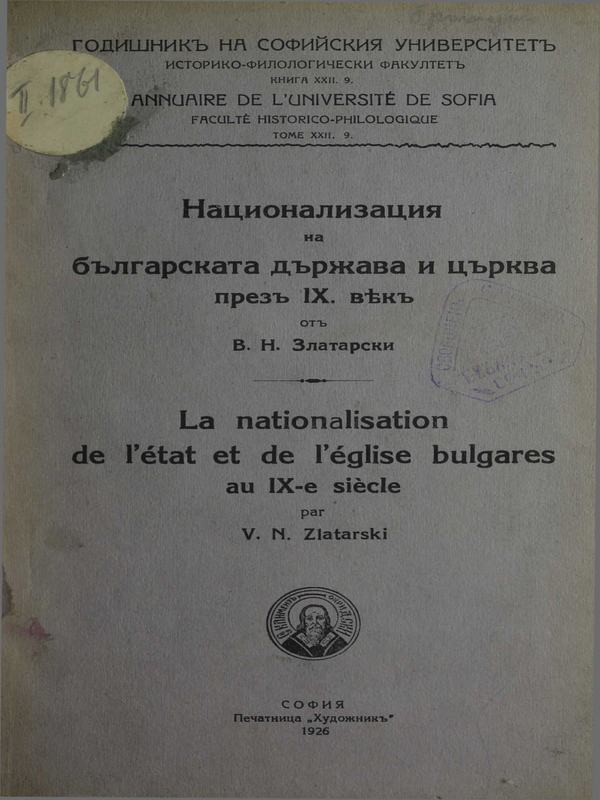 II. 1861
ГОДИШНИКЪ НА СОФИЙСКИЯ УНИВЕРСИТЕТЪ
ИСТОРИКО-ФИЛОЛОГИЧЕСКИ ФАКУЛТЕТЪ
КНИГА XXII. 9.
ANNUAIRE DE L'UNIVERSITÉ DE SOFIA
FACULTÉ HISTORICO-PHILOLOGIQUE
TOME XXII. 9.
Национализация
на
българската държава и църква
презъ IX. вѣкъ
отъ
В. Н. Златарски
La nationalisation
de l'état et de l'église bulgares
au IX-e siècle
par
V. N. Zlatarski
СОФИЯ
Печатница „Художникъ"
1926